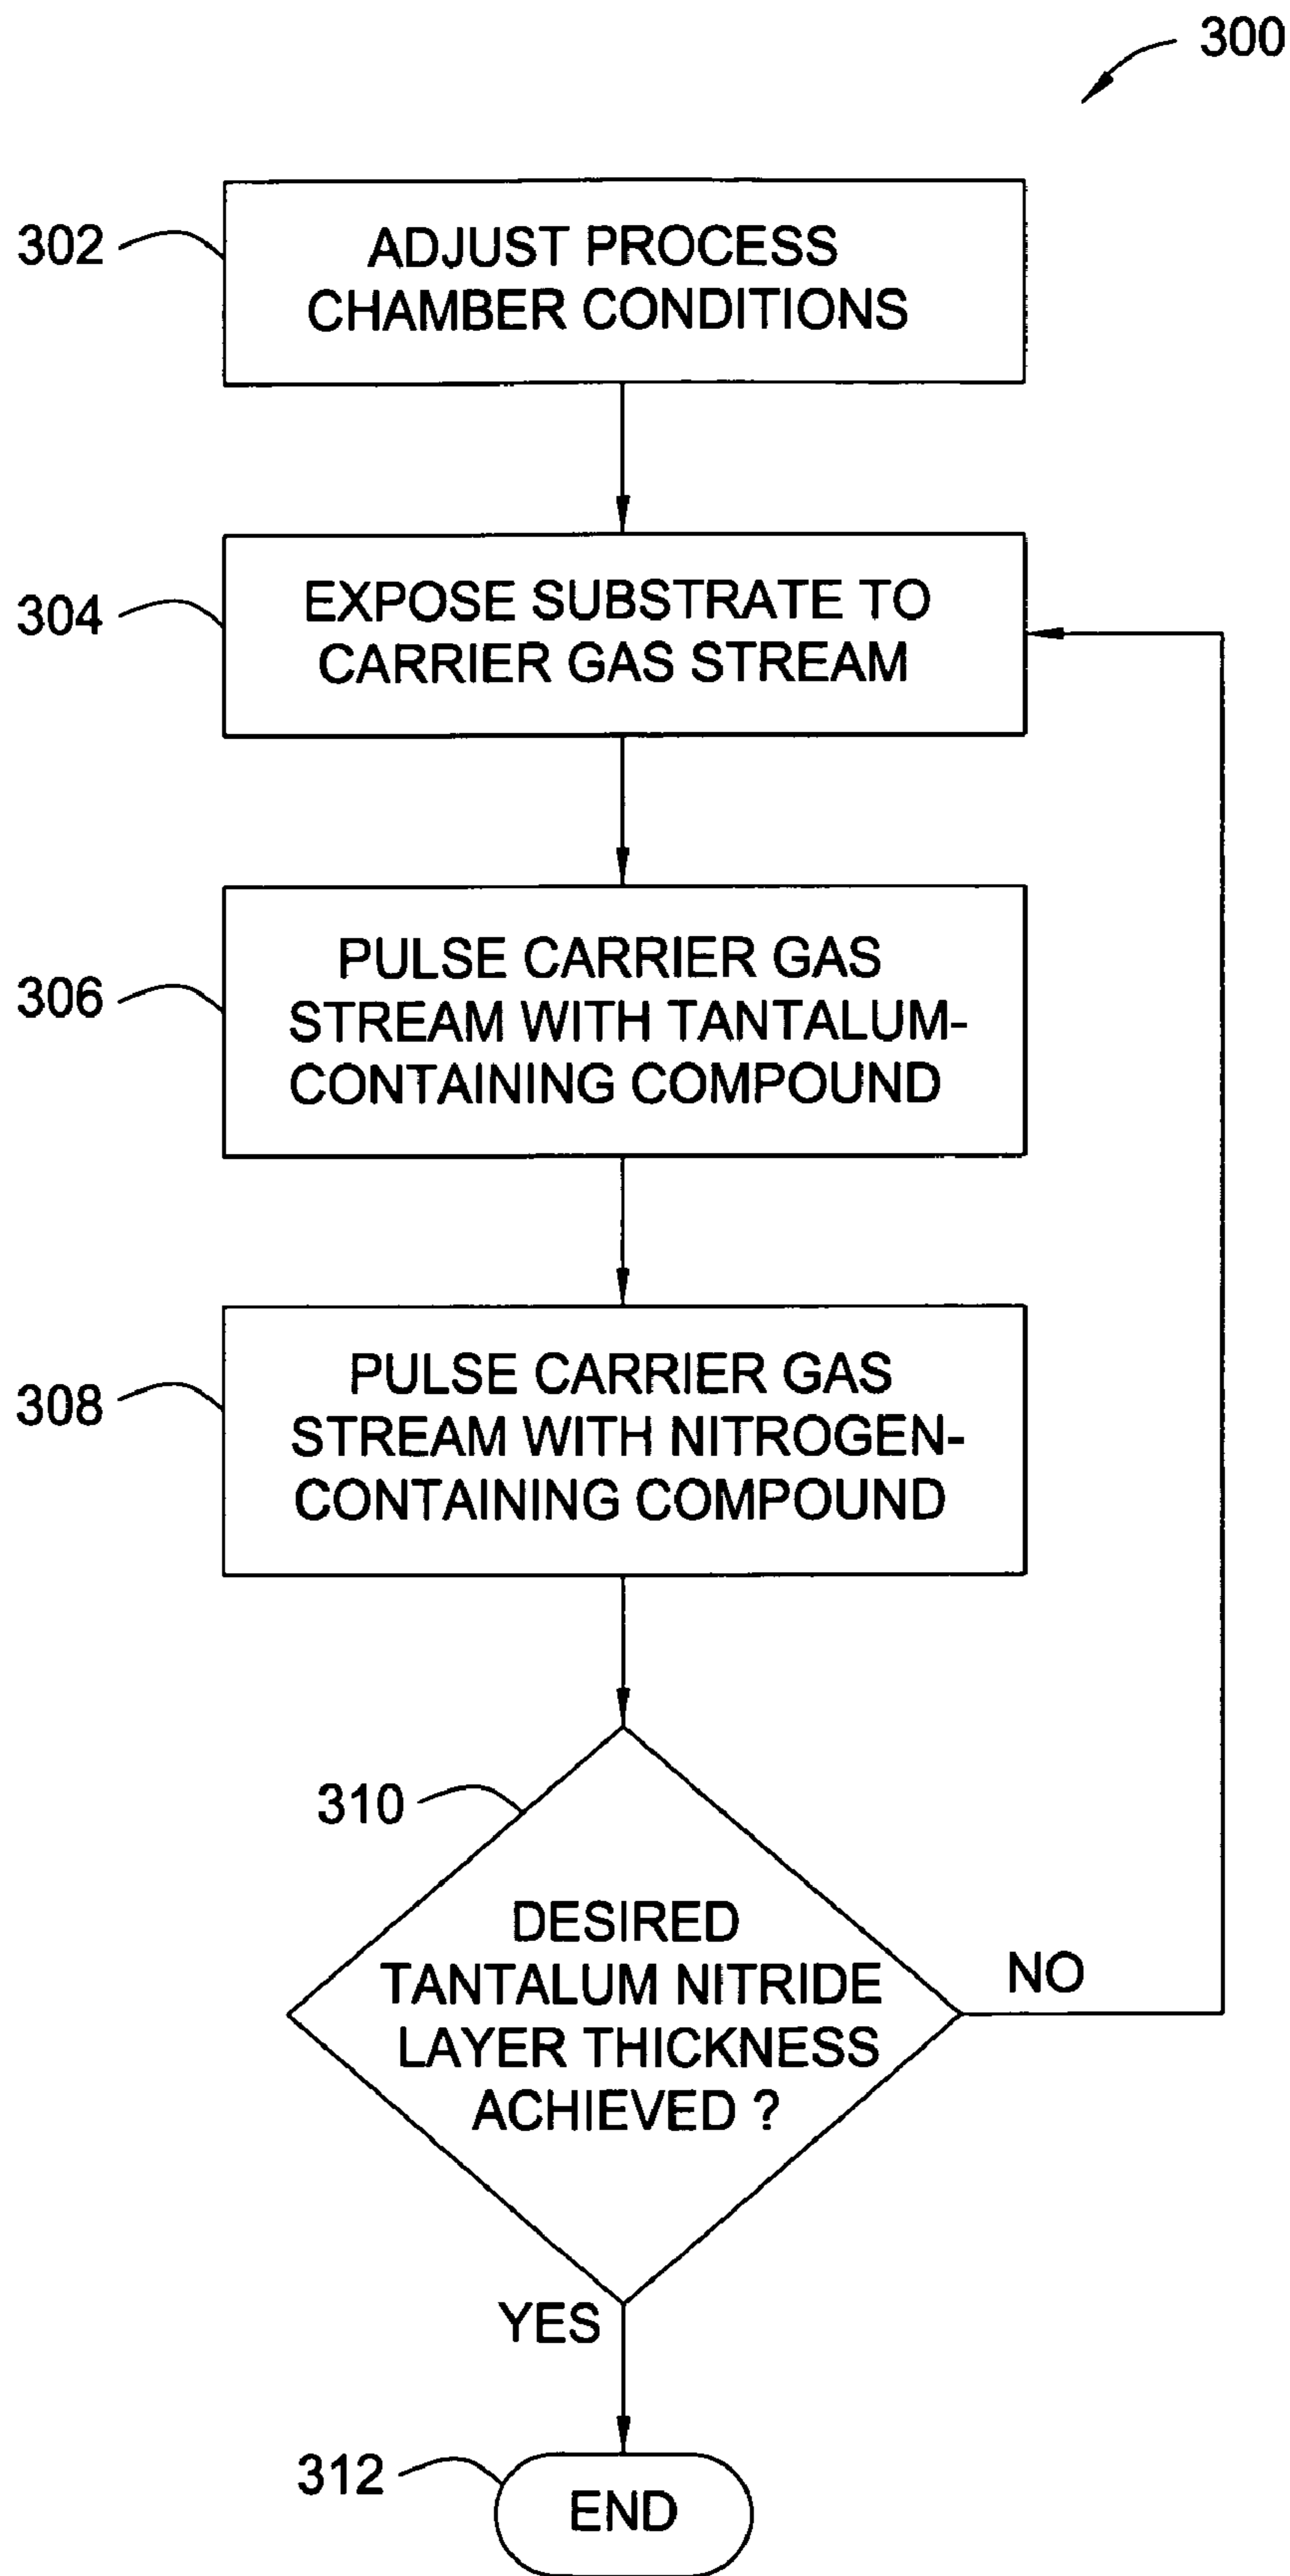 300
302
ADJUST PROCESS
CHAMBER CONDITIONS
304
EXPOSE SUBSTRATE TO
CARRIER GAS STREAM
306
PULSE CARRIER GAS
STREAM WITH TANTALUM-
CONTAINING COMPOUND
308
PULSE CARRIER GAS
STREAM WITH NITROGEN-
CONTAINING COMPOUND
310
DESIRED
TANTALUM NITRIDE
LAYER THICKNESS
ACHIEVED ?
NO
YES
312
END